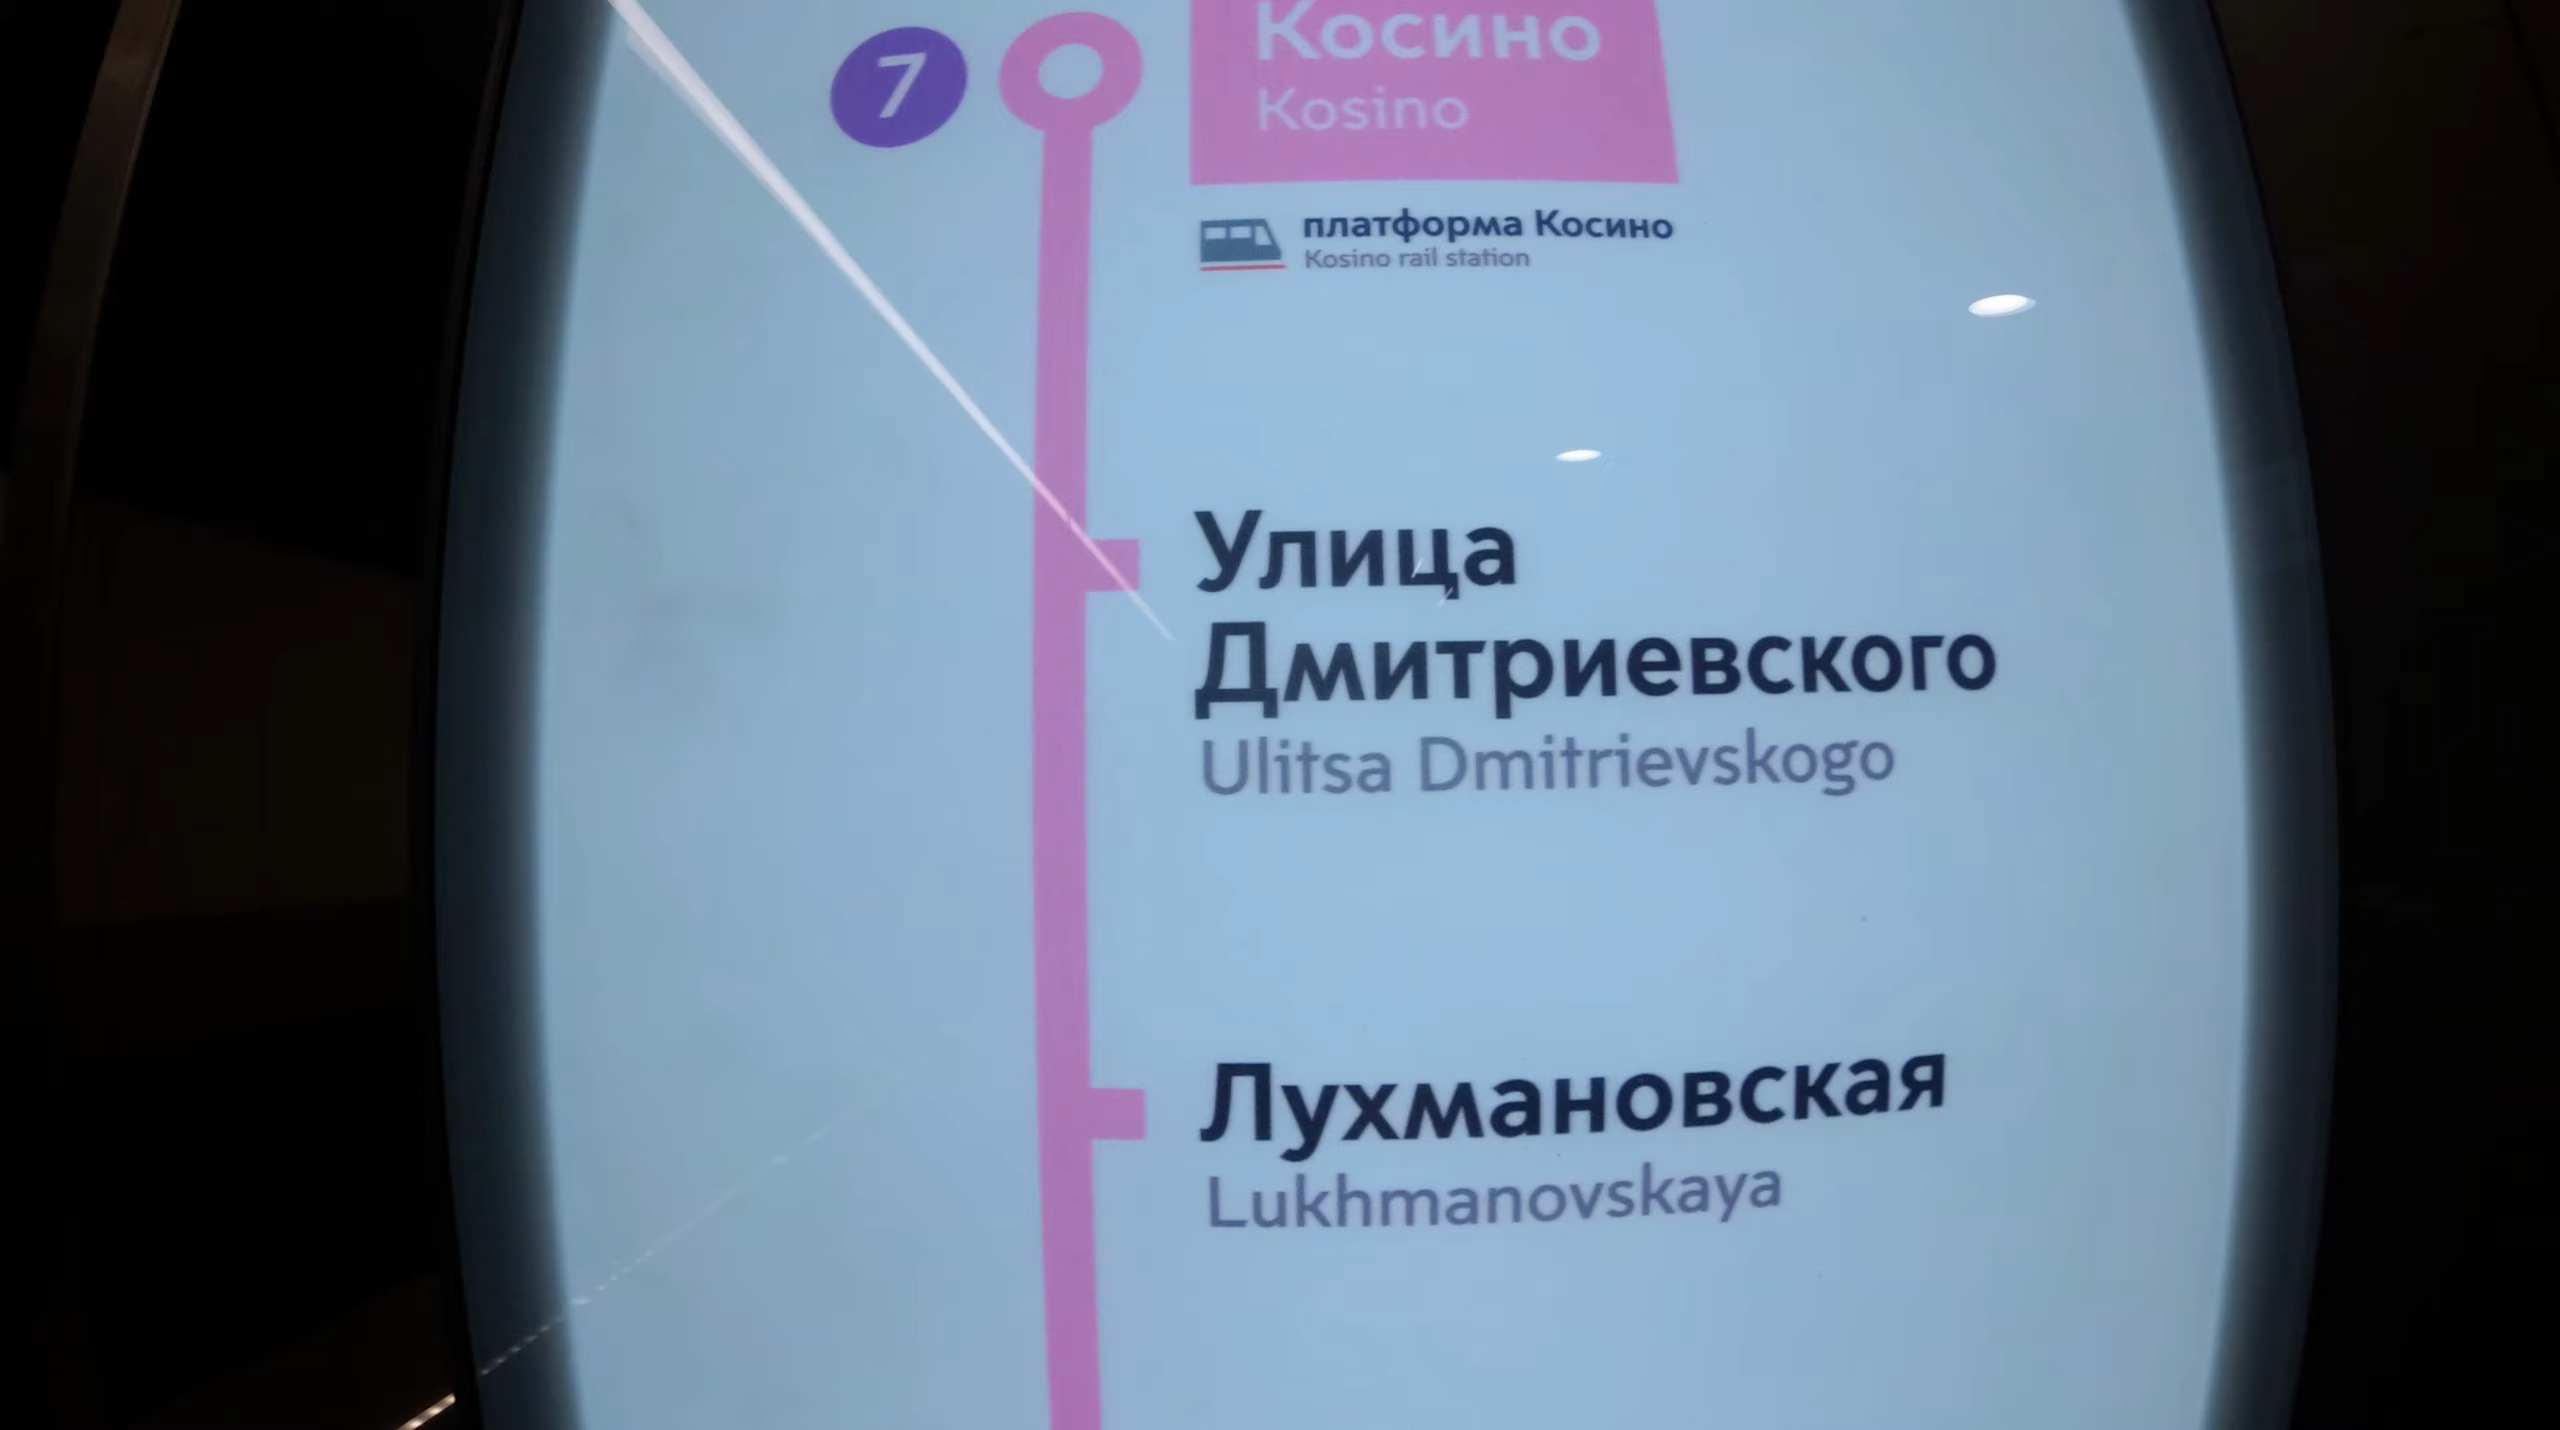 7
Косино
Kosino
платформа Косино
Kosino rail station
Улица
Дмитриевского
Ulitsa Dmitrievskogo
Лухмановская
Lukhmanovskaya